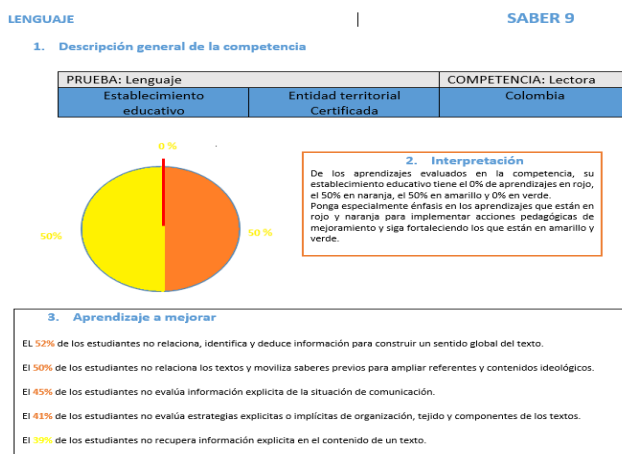 LENGUAJE | SABER 9
1. Descripción general de la competencia
PRUEBA: Lenguaje COMPETENCIA: Lectora
Establecimiento educativo Entidad territorial Certificada Colombia
0 %
50% 50 %
2. Interpretación
De los aprendizajes evaluados en la competencia, su
establecimiento educativo tiene el 0% de aprendizajes en rojo,
el 50% en naranja, el 50% en amarillo y 0% en verde.
Ponga especialmente énfasis en los aprendizajes que están en
rojo y naranja para implementar acciones pedagógicas de
mejoramiento y siga fortaleciendo los que están en amarillo y
verde.
3. Aprendizaje a mejorar
EL 52% de los estudiantes no relaciona, identifica y deduce información para construir un sentido global del texto.
El 50% de los estudiantes no relaciona los textos y moviliza saberes previos para ampliar referentes y contenidos ideológicos.
El 45% de los estudiantes no evalúa información explicita de la situación de comunicación.
El 41% de los estudiantes no evalúa estrategias explicitas o implícitas de organización, tejido y componentes de los textos.
El 39% de los estudiantes no recupera información explicita en el contenido de un texto.